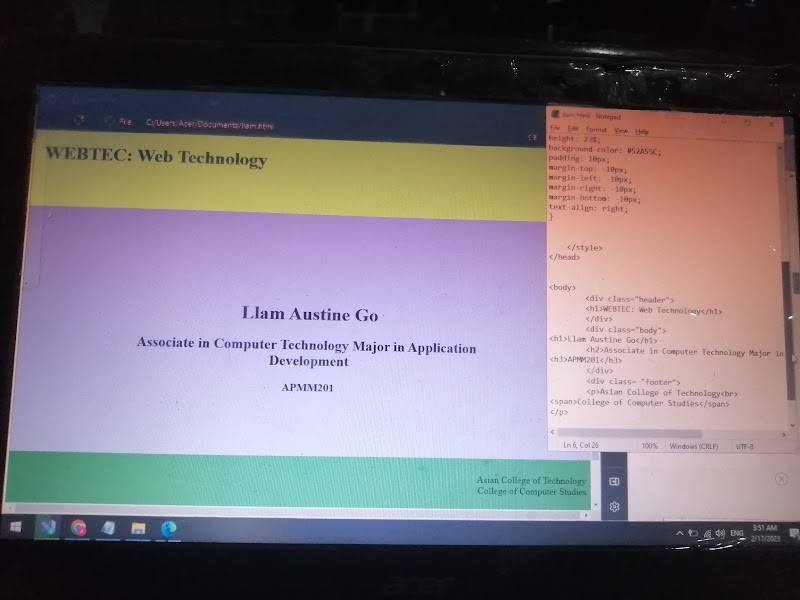 File C:/Users/Acer/Documents/llam.html
WEBTEC: Web Technology
Llam Austine Go
Associate in Computer Technology Major in Application
Development
APMM201
Asian College of Technology
College of Computer Studies
llam.html - Notepad
File Edit Format View Help
height: 23%;
background-color: #52A55C;
padding: 10px;
margin-top: -10px;
margin-left: -10px;
margin-right: -10px;
margin-bottom: -10px;
text-align: right;
}
</style>
</head>
<body>
<div class="header">
<h1>WEBTEC: Web Technology</h1>
</div>
<div class="body">
<h1>Llam Austine Go</h1>
<h2>Associate in Computer Technology Major in
<h3>APMM201</h3>
</div>
<div class= "footer">
<p>Asian College of Technology<br>
<span>College of Computer Studies</span>
</p>
Ln 6, Col 26 100% Windows (CRLF) UTF-8
ENG 3:51 AM
2/17/2023
acer